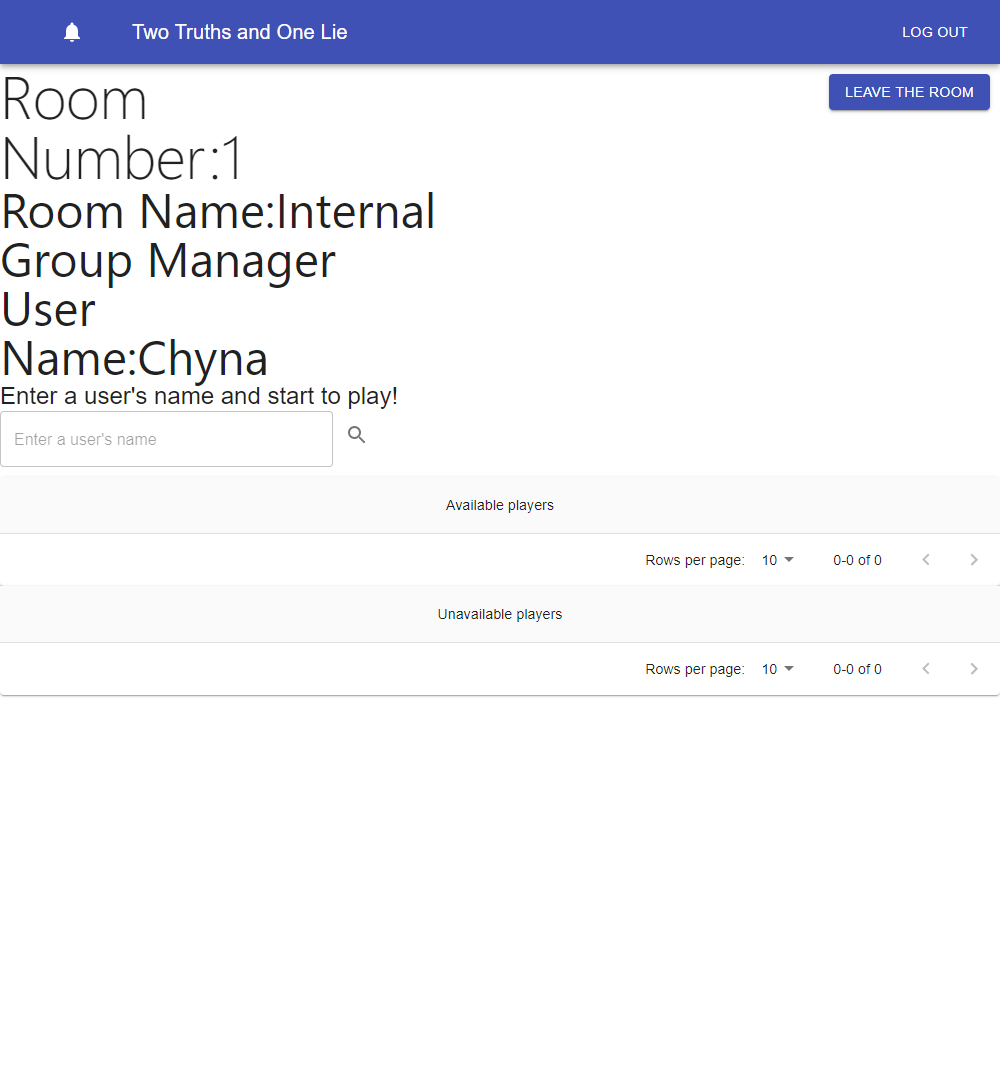 Two Truths and One Lie
LOG OUT
LEAVE THE ROOM
Room
Number:1
Room Name:Internal
Group Manager
User
Name:Chyna
Enter a user's name and start to play!
Enter a user's name
Available players
Rows per page: 10 0-0 of 0
Unavailable players
Rows per page: 10 0-0 of 0